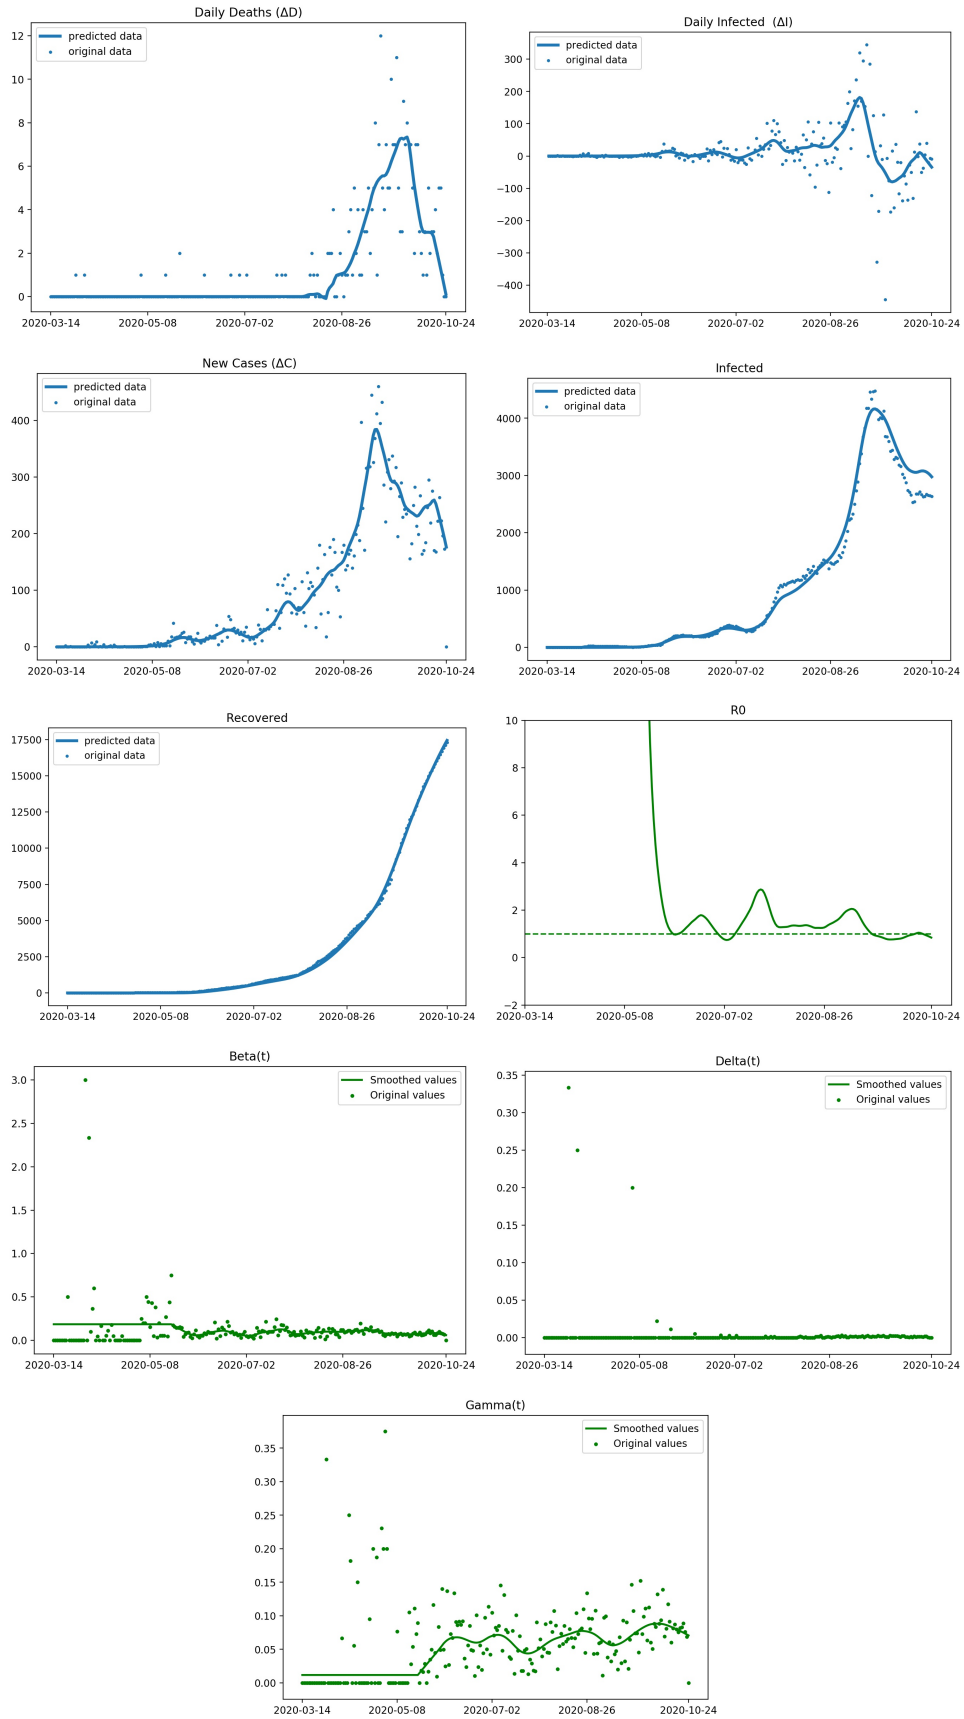 Daily Deaths (ΔD)
predicted data
original data
12
10
8
6
4
2
0
2020-03-14 2020-05-08 2020-07-02 2020-08-26 2020-10-24
Daily Infected (ΔI)
predicted data
original data
300
200
100
0
−100
−200
−300
−400
2020-03-14 2020-05-08 2020-07-02 2020-08-26 2020-10-24
New Cases (ΔC)
predicted data
original data
400
300
200
100
0
2020-03-14 2020-05-08 2020-07-02 2020-08-26 2020-10-24
Infected
predicted data
original data
4000
3000
2000
1000
0
2020-03-14 2020-05-08 2020-07-02 2020-08-26 2020-10-24
Recovered
predicted data
original data
17500
15000
12500
10000
7500
5000
2500
0
2020-03-14 2020-05-08 2020-07-02 2020-08-26 2020-10-24
R0
10
8
6
4
2
0
−2
2020-03-14 2020-05-08 2020-07-02 2020-08-26 2020-10-24
Beta(t)
Smoothed values
Original values
3.0
2.5
2.0
1.5
1.0
0.5
0.0
2020-03-14 2020-05-08 2020-07-02 2020-08-26 2020-10-24
Delta(t)
Smoothed values
Original values
0.35
0.30
0.25
0.20
0.15
0.10
0.05
0.00
2020-03-14 2020-05-08 2020-07-02 2020-08-26 2020-10-24
Gamma(t)
Smoothed values
Original values
0.35
0.30
0.25
0.20
0.15
0.10
0.05
0.00
2020-03-14 2020-05-08 2020-07-02 2020-08-26 2020-10-24